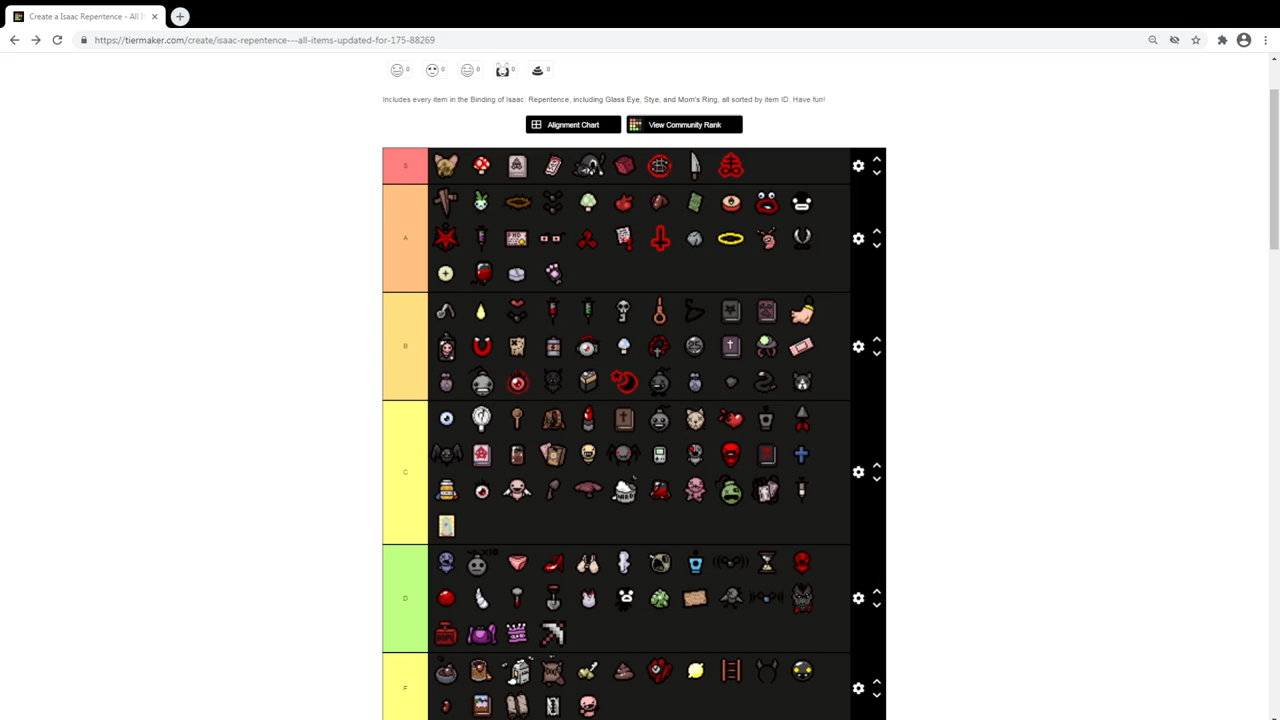 Create a Isaac Repentence - All I
https://tiermaker.com/create/isaac-repentence---all-items-updated-for-175-88269
0 0 0 0 0
Includes every item in the Binding of Isaac: Repentence, including Glass Eye, Stye, and Mom's Ring, all sorted by item ID. Have fun!
Alignment Chart
View Community Rank
S
A
B
C
D
x10
F